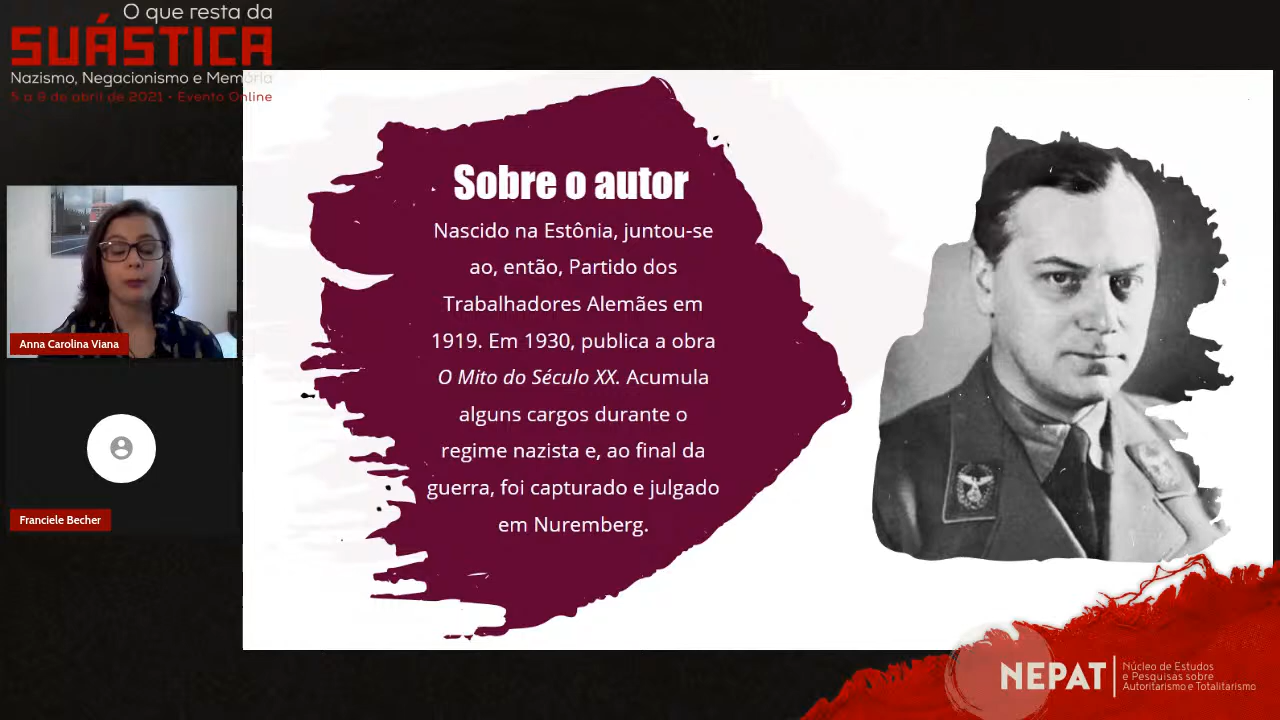 O que resta da
SUÁSTICA
Nazismo, Negacionismo e Memória
5 a 9 de abril de 2021 • Evento Online
Sobre o autor
Nascido na Estônia, juntou-se
ao, então, Partido dos
Trabalhadores Alemães em
1919. Em 1930, publica a obra
O Mito do Século XX. Acumula
alguns cargos durante o
regime nazista e, ao final da
guerra, foi capturado e julgado
em Nuremberg.
Anna Carolina Viana
Franciele Becher
NEPAT
Núcleo de Estudos
e Pesquisas sobre
Autoritarismo e Totalitarismo